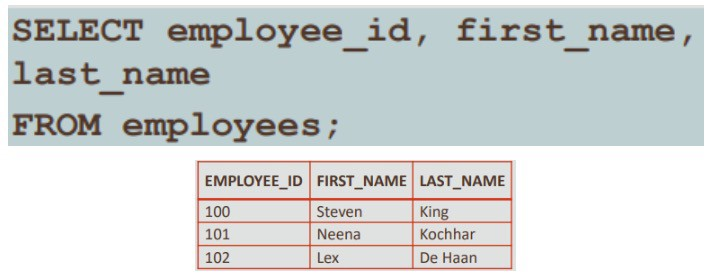 SELECT employee_id, first_name,
last_name
FROM employees;
EMPLOYEE_ID FIRST_NAME LAST_NAME
100 Steven King
101 Neena Kochhar
102 Lex De Haan